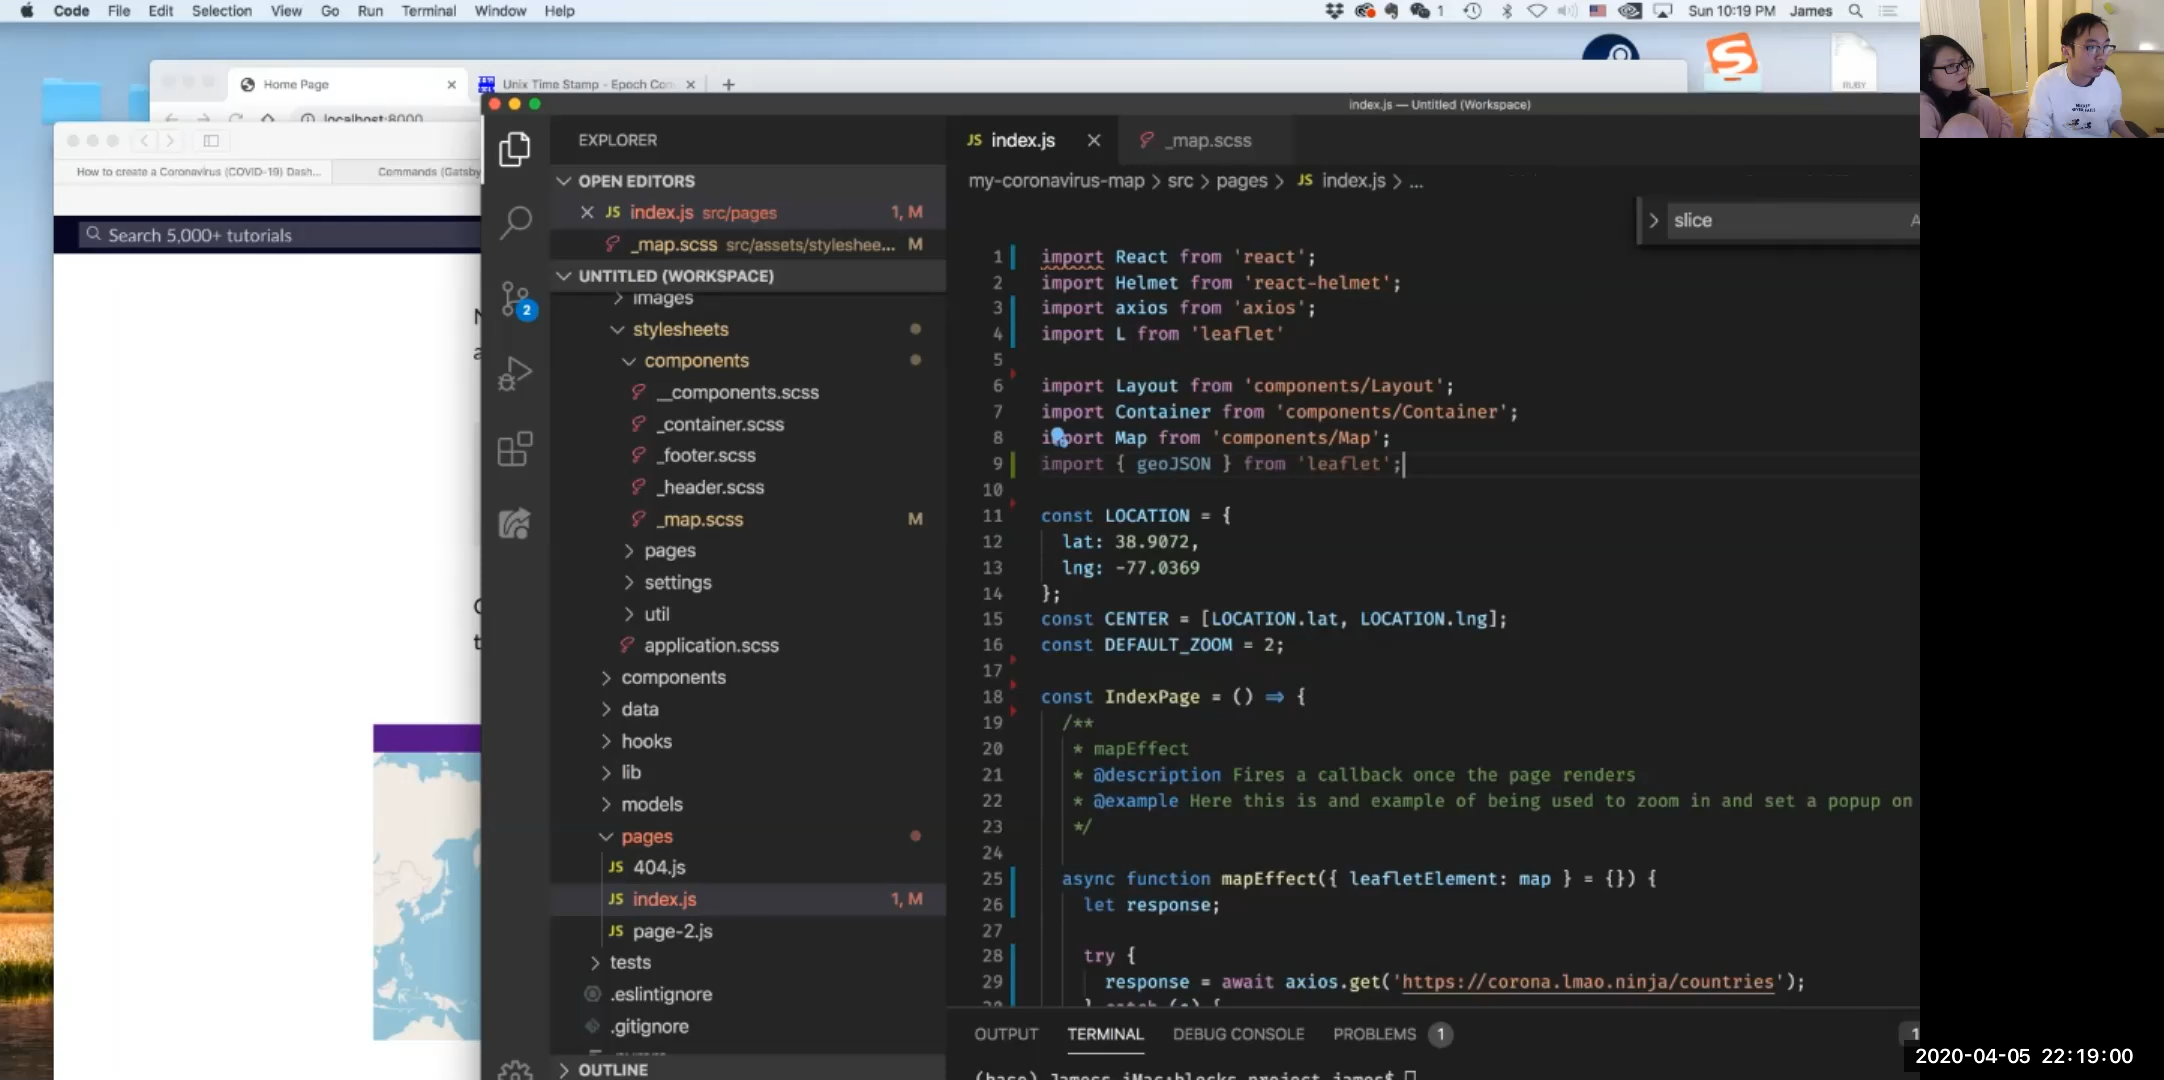 Code File Edit Selection View Go Run Terminal Window Help
1 Sun 10:19 PM James
Home Page
Unix Time Stamp - Epoch Con
localhost:8000
How to create a Coronavirus (COVID-19) Dash...
Commands (Gatsby
Search 5,000+ tutorials
RUBY
index.js — Untitled (Workspace)
EXPLORER
OPEN EDITORS
JS index.js src/pages 1, M
_map.scss src/assets/styleshee... M
UNTITLED (WORKSPACE)
images
stylesheets
components
__components.scss
_container.scss
_footer.scss
_header.scss
_map.scss M
pages
settings
util
application.scss
components
data
hooks
lib
models
pages
JS 404.js
JS index.js 1, M
JS page-2.js
tests
.eslintignore
.gitignore
OUTLINE
2
JS index.js
_map.scss
my-coronavirus-map > src > pages > JS index.js > ...
slice
1 import React from 'react';
2 import Helmet from 'react-helmet';
3 import axios from 'axios';
4 import L from 'leaflet'
5
6 import Layout from 'components/Layout';
7 import Container from 'components/Container';
8 import Map from 'components/Map';
9 import { geoJSON } from 'leaflet';
10
11 const LOCATION = {
12 lat: 38.9072,
13 lng: -77.0369
14 };
15 const CENTER = [LOCATION.lat, LOCATION.lng];
16 const DEFAULT_ZOOM = 2;
17
18 const IndexPage = () => {
19 /**
20 * mapEffect
21 * @description Fires a callback once the page renders
22 * @example Here this is and example of being used to zoom in and set a popup on
23 */
24
25 async function mapEffect({ leafletElement: map } = {}) {
26 let response;
27
28 try {
29 response = await axios.get('https://corona.lmao.ninja/countries');
OUTPUT TERMINAL DEBUG CONSOLE PROBLEMS 1
2020-04-05 22:19:00